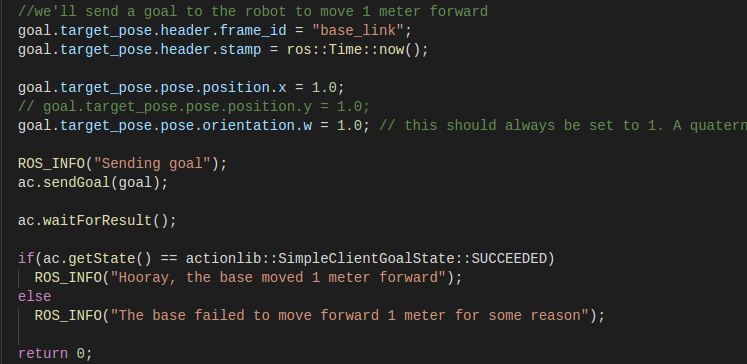 //we'll send a goal to the robot to move 1 meter forward
goal.target_pose.header.frame_id = "base_link";
goal.target_pose.header.stamp = ros::Time::now();
goal.target_pose.pose.position.x = 1.0;
// goal.target_pose.pose.position.y = 1.0;
goal.target_pose.pose.orientation.w = 1.0; // this should always be set to 1. A quatern
ROS_INFO("Sending goal");
ac.sendGoal(goal);
ac.waitForResult();
if(ac.getState() == actionlib::SimpleClientGoalState::SUCCEEDED)
ROS_INFO("Hooray, the base moved 1 meter forward");
else
ROS_INFO("The base failed to move forward 1 meter for some reason");
return 0;